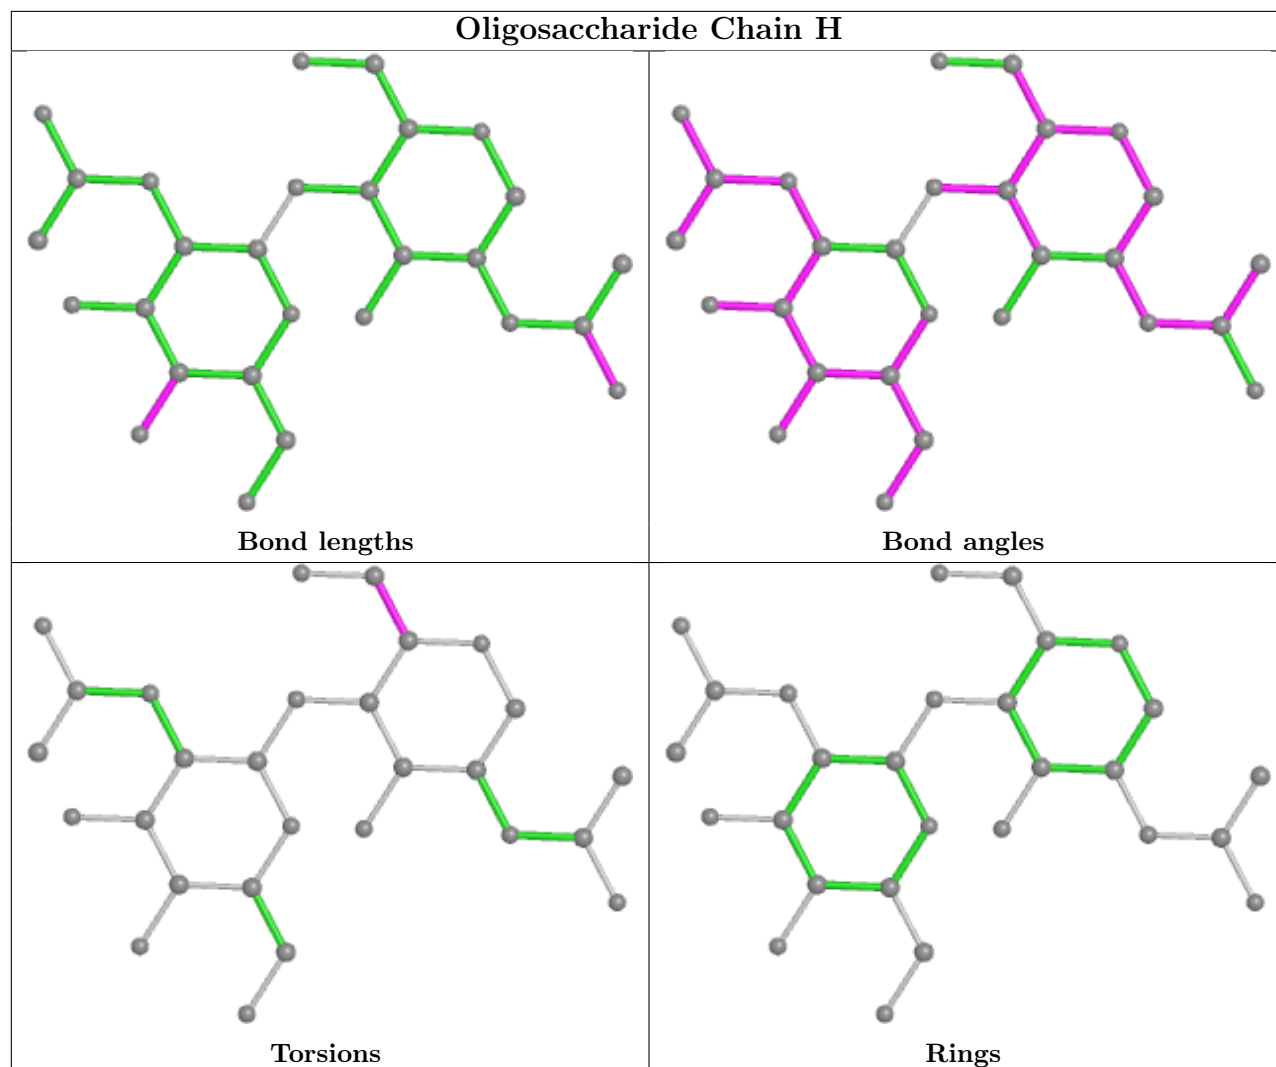 Oligosaccharide Chain H
Bond lengths
Bond angles
Torsions
Rings